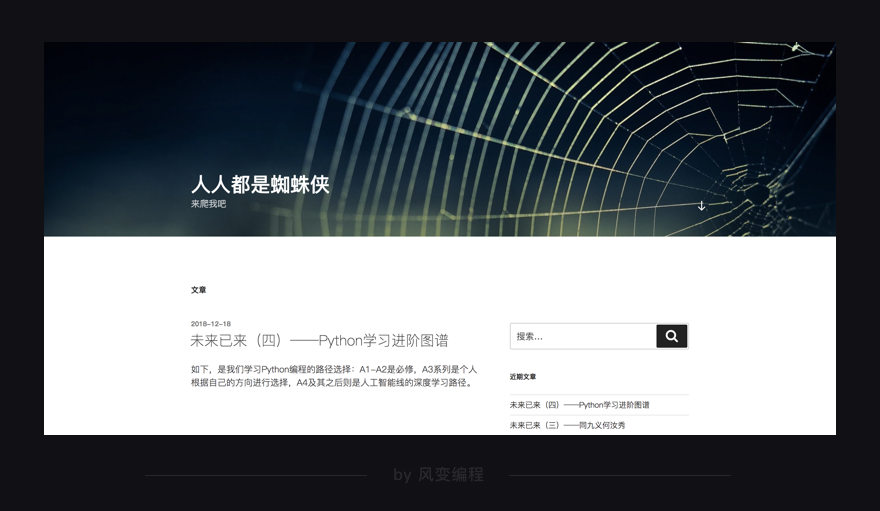 人人都是蜘蛛侠
来爬我吧
文章
2018-12-18
未来已来（四）——Python学习进阶图谱
如下，是我们学习Python编程的路径选择：A1-A2是必修，A3系列是个人
根据自己的方向进行选择，A4及其之后则是人工智能线的深度学习路径。
搜索…
近期文章
未来已来（四）——Python学习进阶图谱
未来已来（三）——同九义何汝秀
by 风变编程